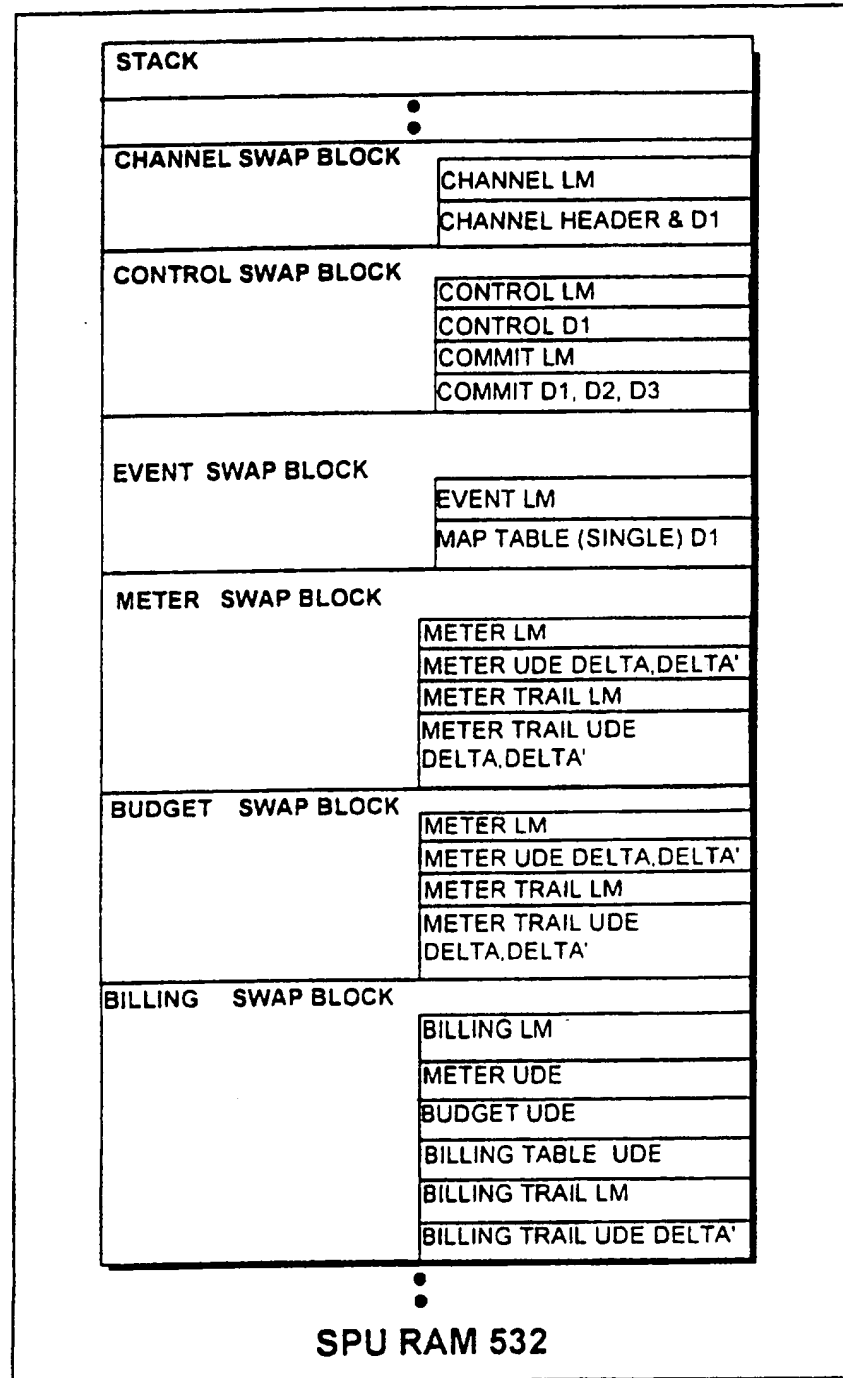 STACK
CHANNEL SWAP BLOCK
CHANNEL LM
CHANNEL HEADER & D1
CONTROL SWAP BLOCK
CONTROL LM
CONTROL D1
COMMIT LM
COMMIT D1, D2, D3
EVENT SWAP BLOCK
EVENT LM
MAP TABLE (SINGLE) D1
METER SWAP BLOCK
METER LM
METER UDE DELTA,DELTA'
METER TRAIL LM
METER TRAIL UDE
DELTA,DELTA'
BUDGET SWAP BLOCK
METER LM
METER UDE DELTA,DELTA'
METER TRAIL LM
METER TRAIL UDE
DELTA,DELTA'
BILLING SWAP BLOCK
BILLING LM
METER UDE
BUDGET UDE
BILLING TABLE UDE
BILLING TRAIL LM
BILLING TRAIL UDE DELTA'
SPU RAM 532